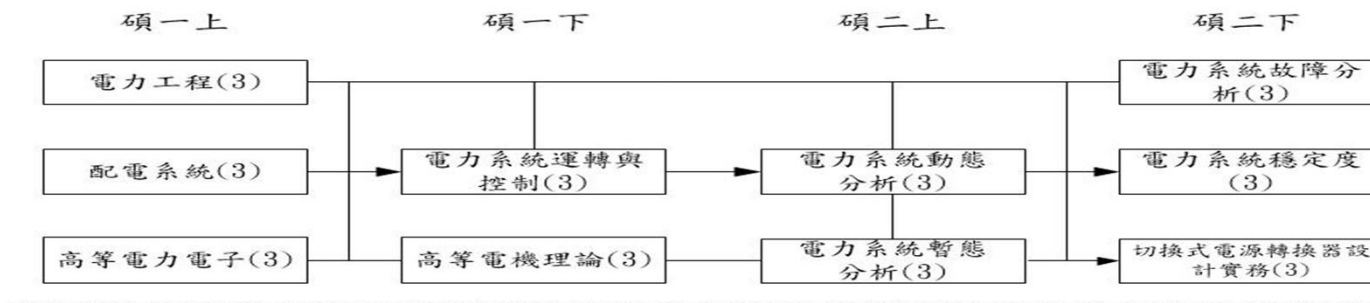 碩一上
碩一下
碩二上
碩二下
電力工程(3)
電力系統故障分
析(3)
配電系統(3)
電力系統運轉與
控制(3)
電力系統動態
分析(3)
電力系統穩定度
(3)
高等電力電子(3)
高等電機理論(3)
電力系統暫態
分析(3)
切換式電源轉換器設
計實務(3)